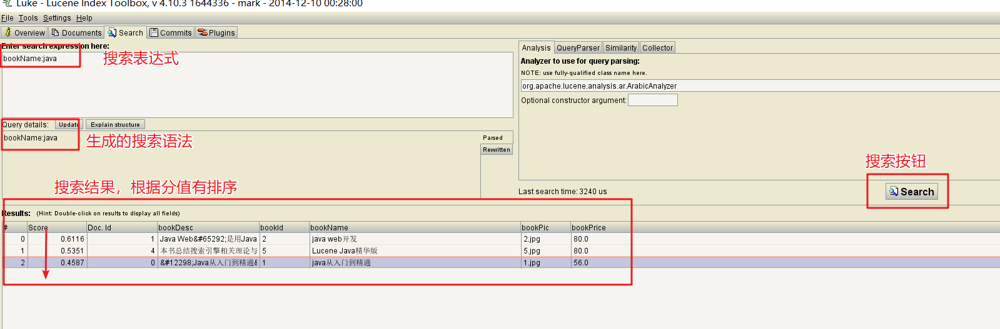 Luke - Lucene Index Toolbox, v 4.10.3 1644336 - mark - 2014-12-10 00:28:00
File Tools Settings Help
Overview Documents Search Commits Plugins
Enter search expression here:
bookName:java
搜索表达式
Analysis QueryParser Similarity Collector
Analyzer to use for query parsing:
NOTE: use fully-qualified class name here.
org.apache.lucene.analysis.ar.ArabicAnalyzer
Optional constructor argument:
Query details: Update Explain structure
bookName:java
生成的搜索语法
Parsed
Rewritten
搜索按钮
搜索结果，根据分值有排序
Last search time: 3240 us
Search
Results: (Hint: Double-click on results to display all fields)
# Score Doc. Id bookDesc bookId bookName bookPic bookPrice
0 0.6116 1 Java Web&#65292;是用Java 2 java web开发 2.jpg 80.0
1 0.5351 4 本书总结搜索引擎相关理论与 5 Lucene Java精华版 5.jpg 80.0
2 0.4587 0 &#12298;Java从入门到精通& 1 java从入门到精通 1.jpg 56.0